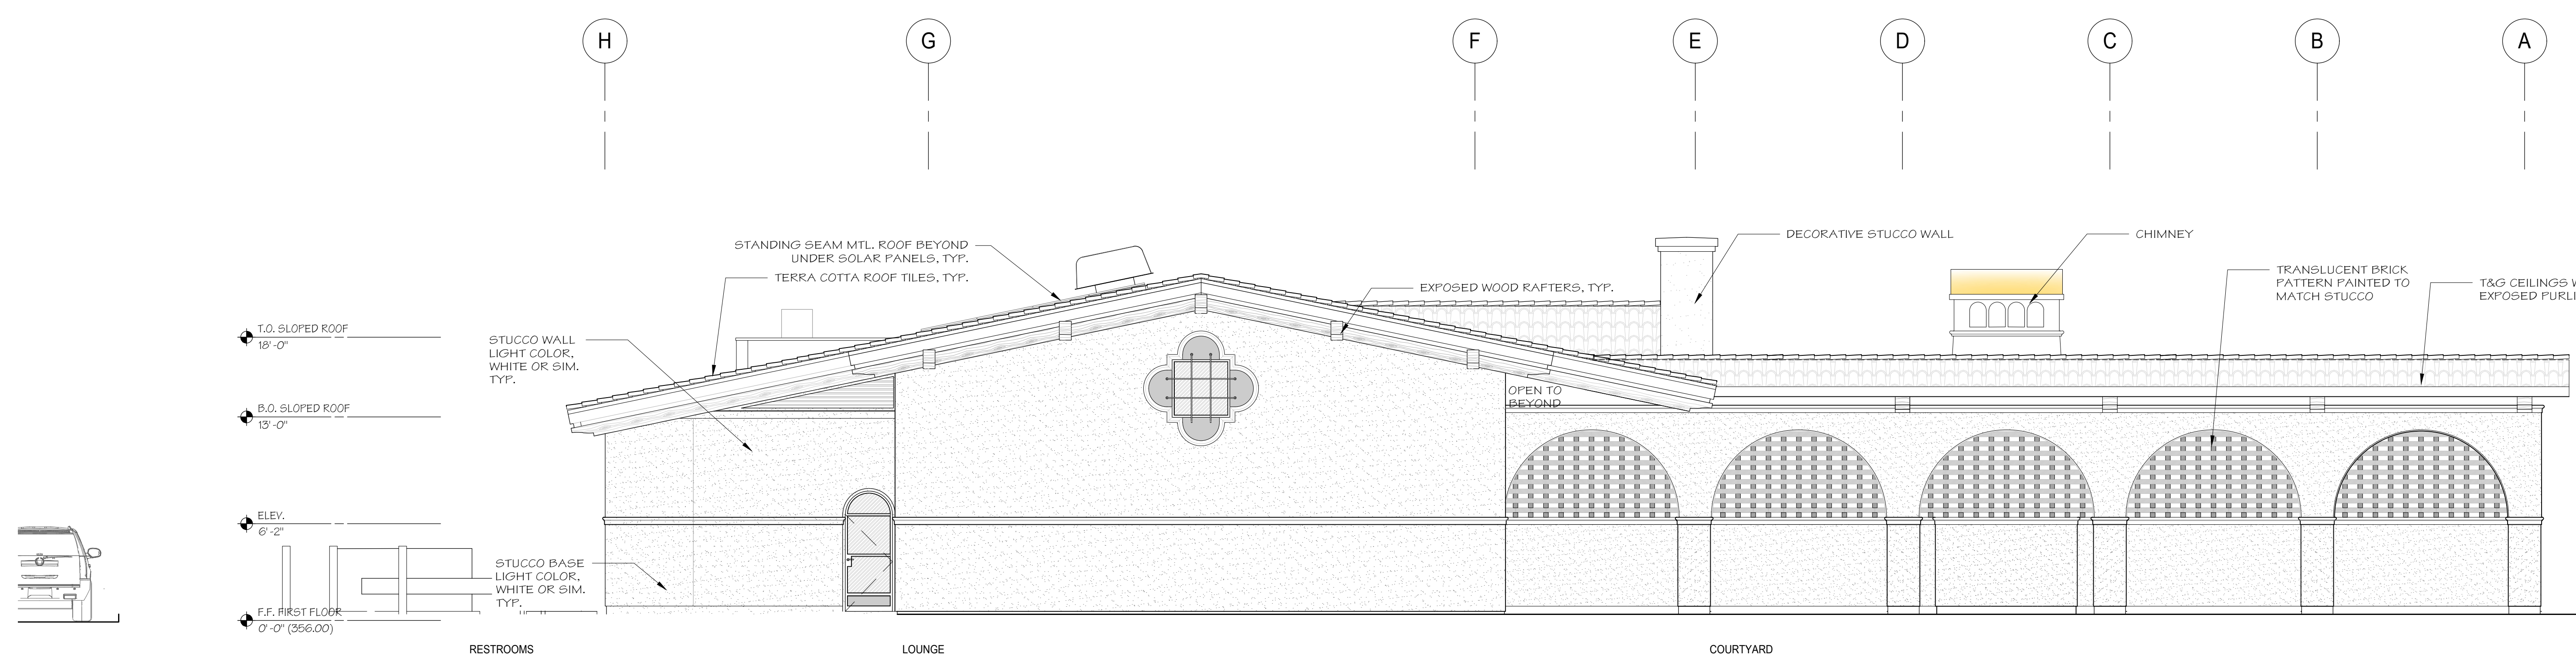 H
G
F
E
D
C
B
A
STANDING SEAM MTL. ROOF BEYOND
UNDER SOLAR PANELS, TYP.
TERRA COTTA ROOF TILES, TYP.
EXPOSED WOOD RAFTERS, TYP.
DECORATIVE STUCCO WALL
CHIMNEY
TRANSLUCENT BRICK
PATTERN PAINTED TO
MATCH STUCCO
T&G CEILINGS
EXPOSED
T.O. SLOPED ROOF
18'-0"
STUCCO WALL
LIGHT COLOR,
WHITE OR SIM.
TYP.
OPEN TO
BEYOND
B.O. SLOPED ROOF
13'-0"
ELEV.
6'-2"
STUCCO BASE
LIGHT COLOR,
WHITE OR SIM.
TYP.
F.F. FIRST FLOOR
0'-0" (356.00)
RESTROOMS
LOUNGE
COURTYARD